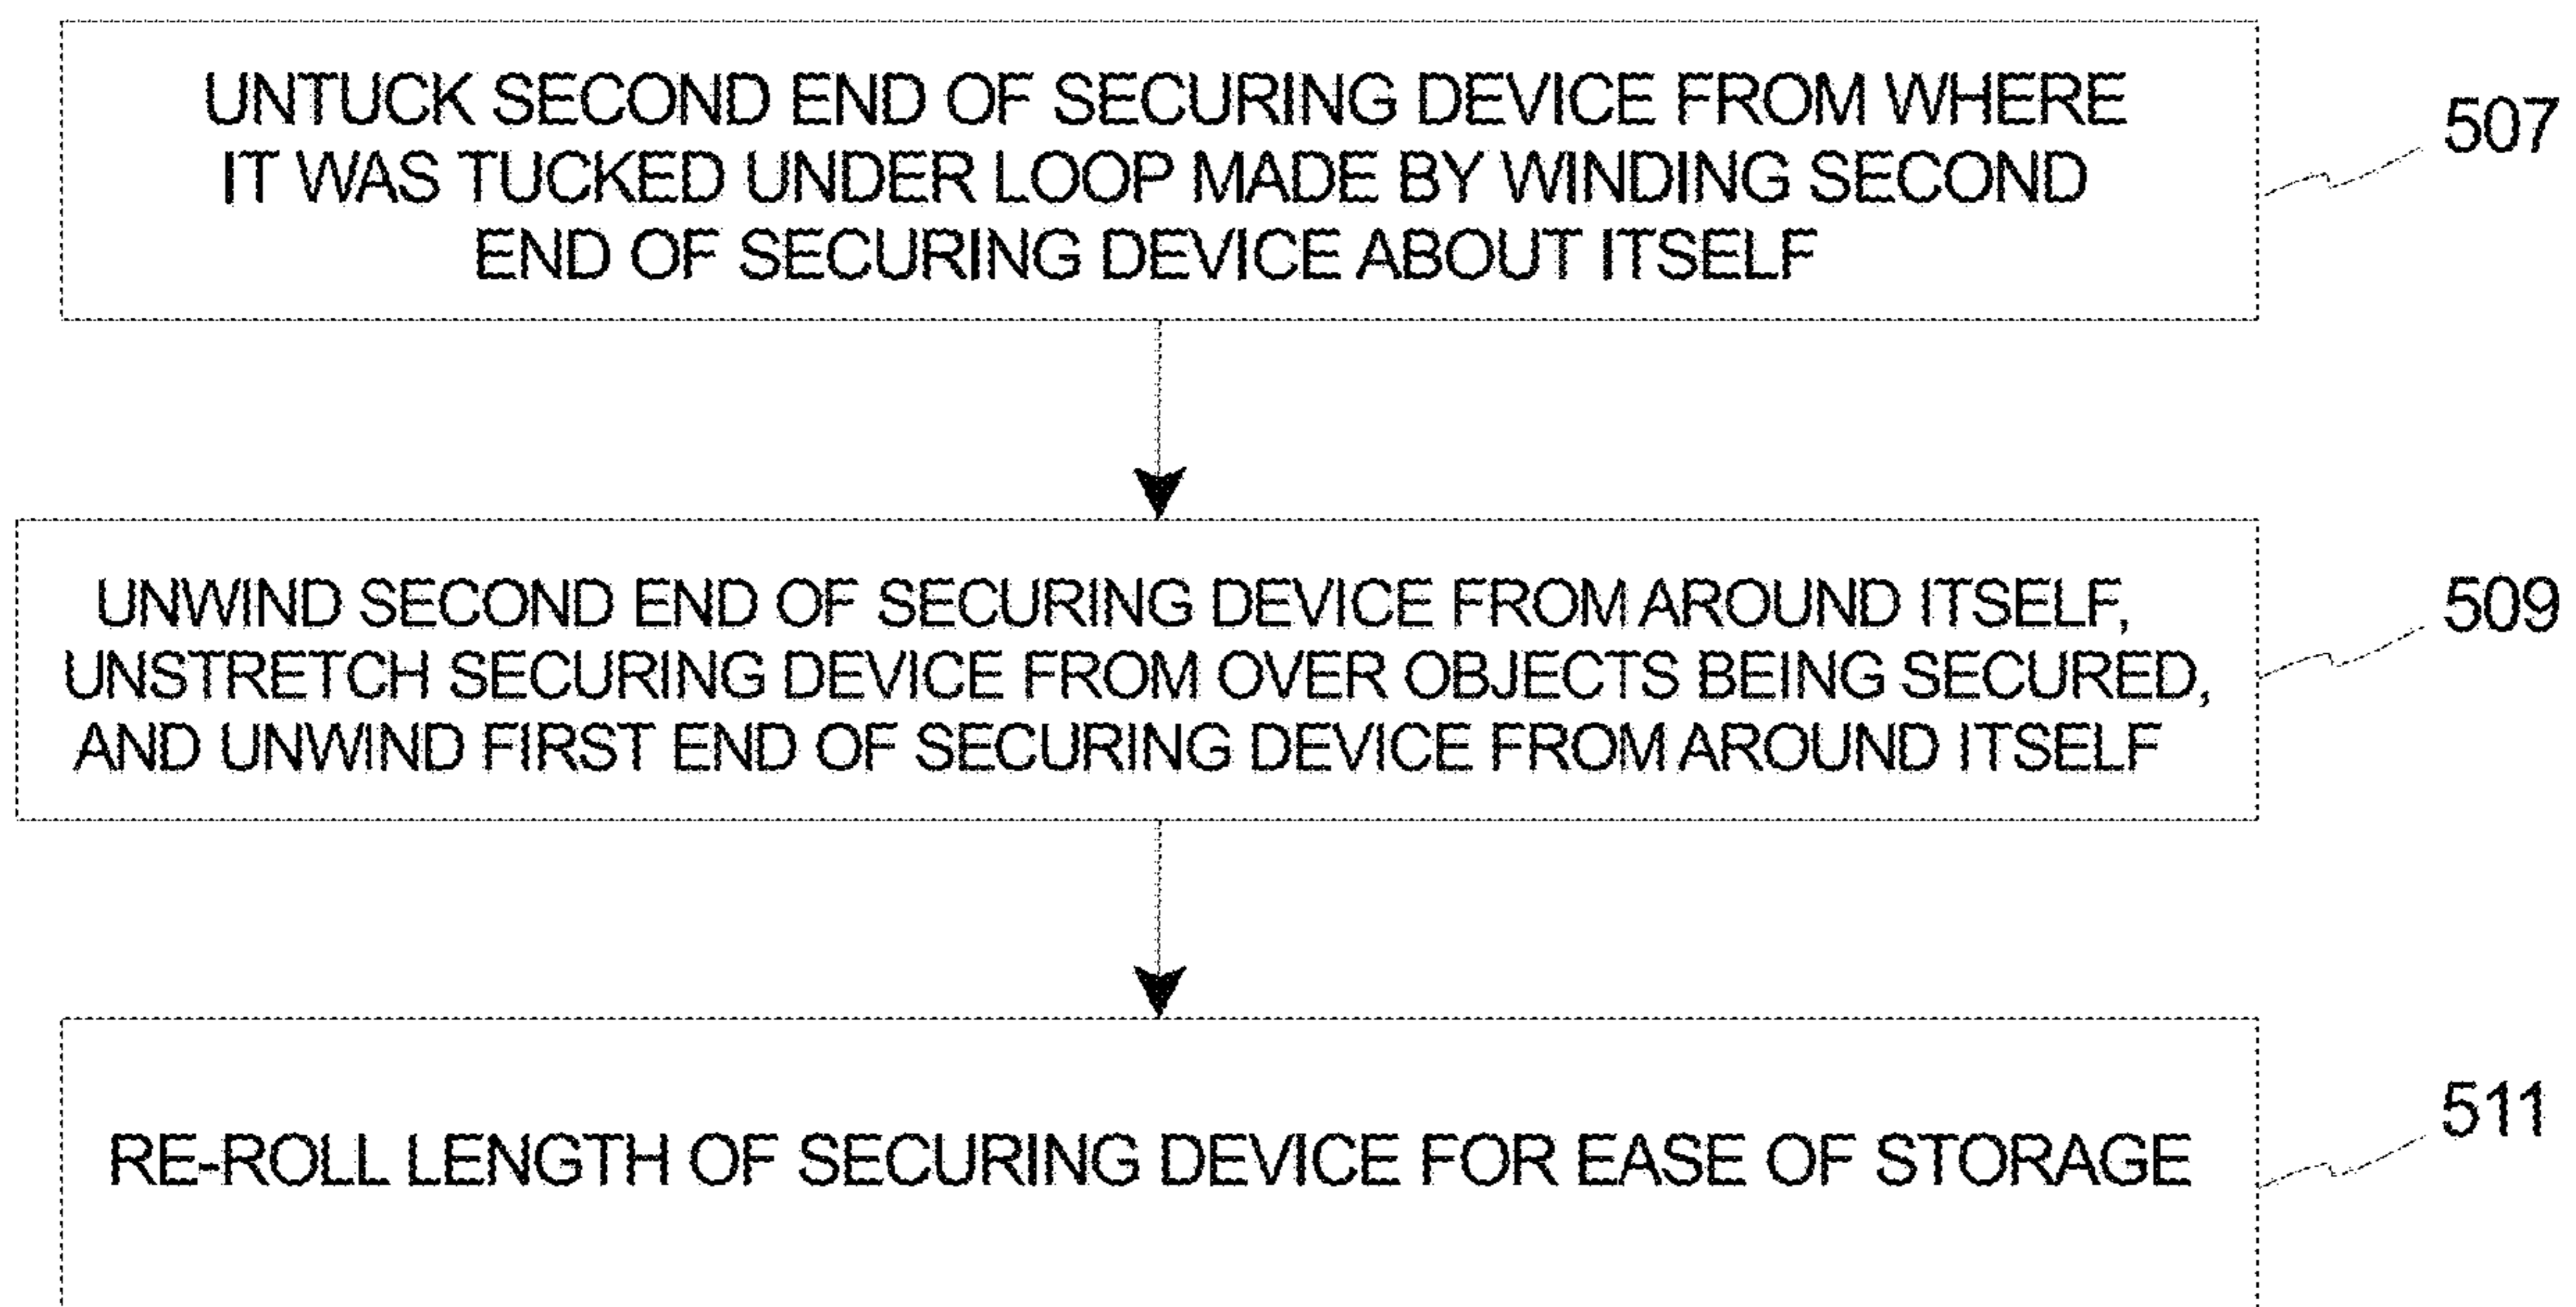 UNTUCK SECOND END OF SECURING DEVICE FROM WHERE
IT WAS TUCKED UNDER LOOP MADE BY WINDING SECOND
END OF SECURING DEVICE ABOUT ITSELF
507
UNWIND SECOND END OF SECURING DEVICE FROM AROUND ITSELF,
UNSTRETCH SECURING DEVICE FROM OVER OBJECTS BEING SECURED,
AND UNWIND FIRST END OF SECURING DEVICE FROM AROUND ITSELF
509
RE-ROLL LENGTH OF SECURING DEVICE FOR EASE OF STORAGE
511